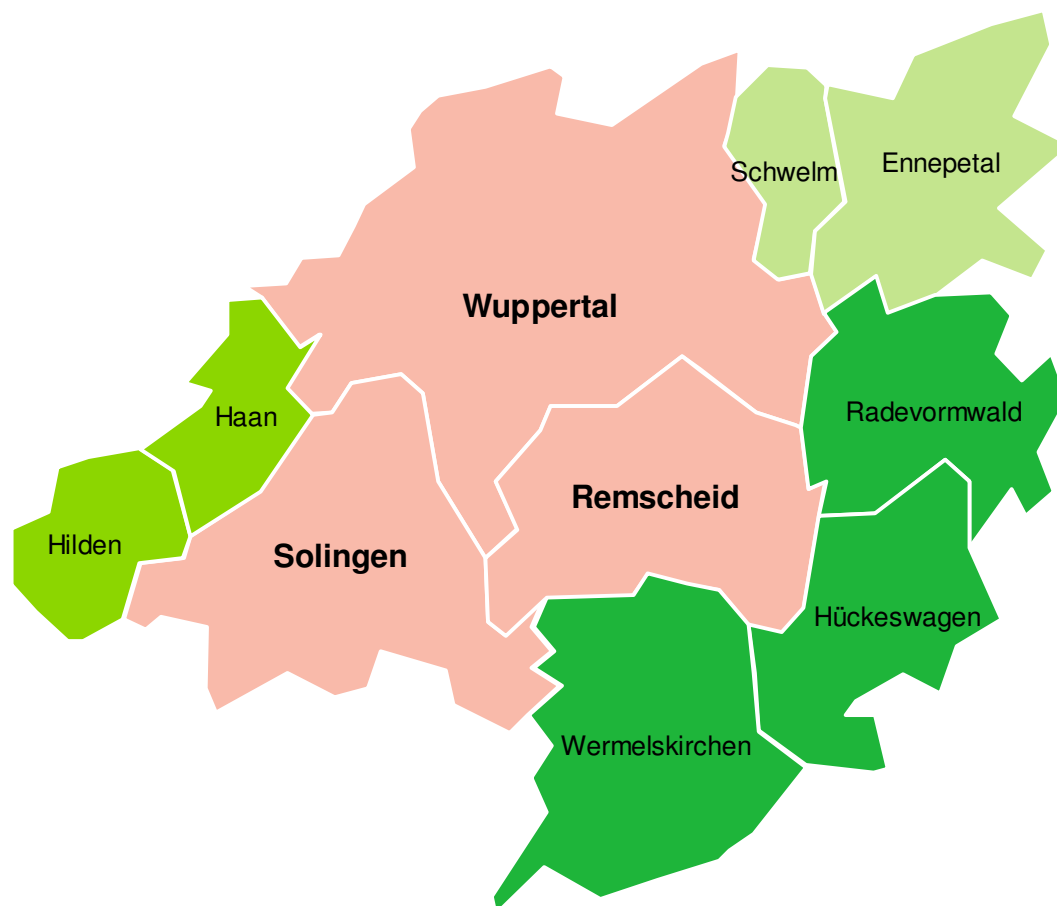 Schwelm
Ennepetal
Wuppertal
Haan
Radevormwald
Remscheid
Hilden
Solingen
Hückeswagen
Wermelskirchen